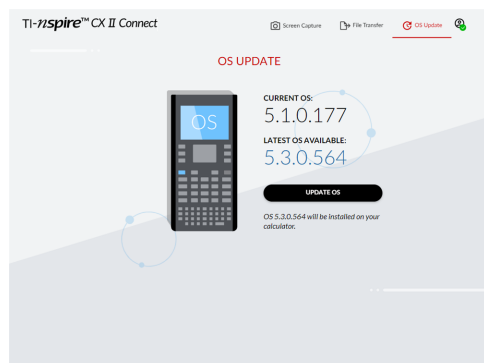 TI-nspire™ CX II Connect
Screen Capture
File Transfer
OS Update
OS UPDATE
OS
CURRENT OS:
5.1.0.177
LATEST OS AVAILABLE:
5.3.0.564
UPDATE OS
OS 5.3.0.564 will be installed on your
calculator.